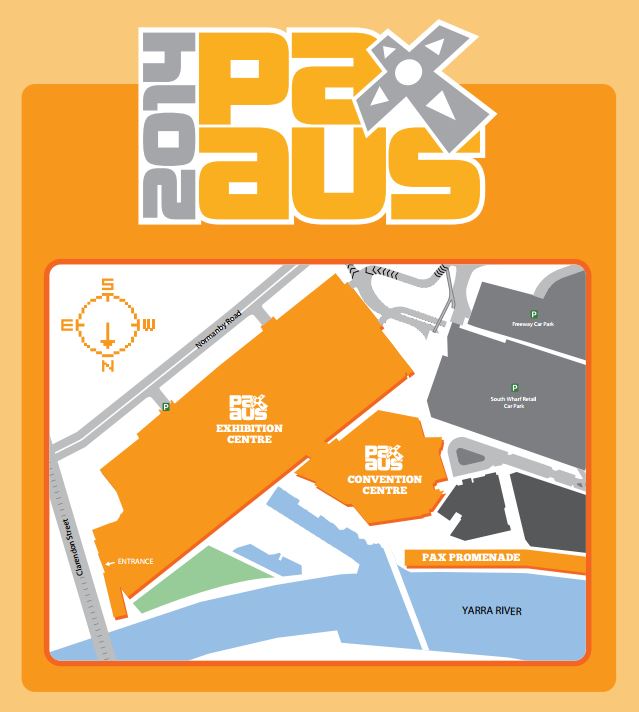 2014
PAX
AUS
S
E
W
N
Normanby Road
P
Freeway Car Park
P
South Wharf Retail
Car Park
P
PAX
AUS
EXHIBITION
CENTRE
PAX
AUS
CONVENTION
CENTRE
Clarendon Street
ENTRANCE
PAX PROMENADE
YARRA RIVER